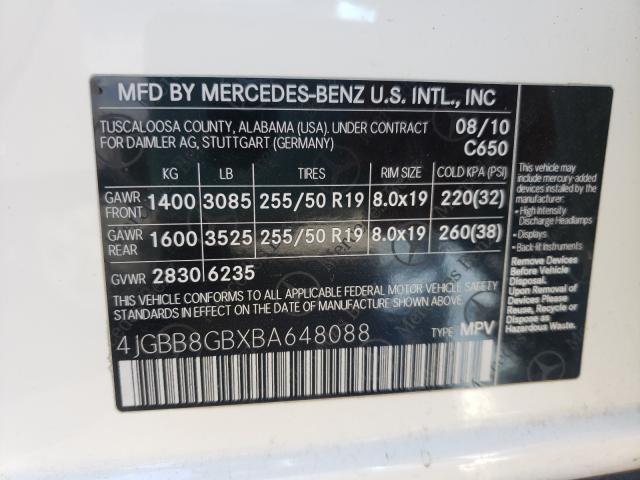 MFD BY MERCEDES-BENZ U.S. INTL., INC
TUSCALOOSA COUNTY, ALABAMA (USA). UNDER CONTRACT 08/10
FOR DAIMLER AG, STUTTGART (GERMANY) C650
KG LB TIRES RIM SIZE COLD KPA (PSI)
GAWR FRONT 1400 3085 255/50 R19 8.0x19 220(32)
GAWR REAR 1600 3525 255/50 R19 8.0x19 260(38)
GVWR 2830 6235
THIS VEHICLE CONFORMS TO ALL APPLICABLE FEDERAL MOTOR VEHICLE SAFETY
STANDARDS IN EFFECT ON THE DATE OF MANUFACTURE SHOWN ABOVE.
4JGBB8GBXBA648088 TYPE MPV
This vehicle may
include mercury-added
devices installed by the
manufacturer:
• High Intensity
Discharge Headlamps
• Displays
• Back-lit Instruments
Remove Devices
Before Vehicle
Disposal.
Upon Removal of
Devices Please
Reuse, Recycle or
Dispose as
Hazardous Waste.